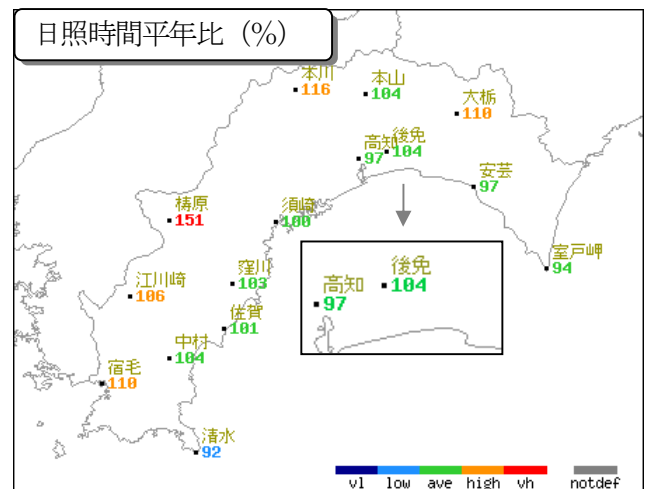 日照時間平年比（%）
本川
116
本山
104
大栃
110
高知
97
後免
104
安芸
97
梼原
151
須崎
100
室戸岬
94
窪川
103
江川崎
106
佐賀
101
中村
104
宿毛
110
清水
92
後免
104
高知
97
vl low ave high vh notdef